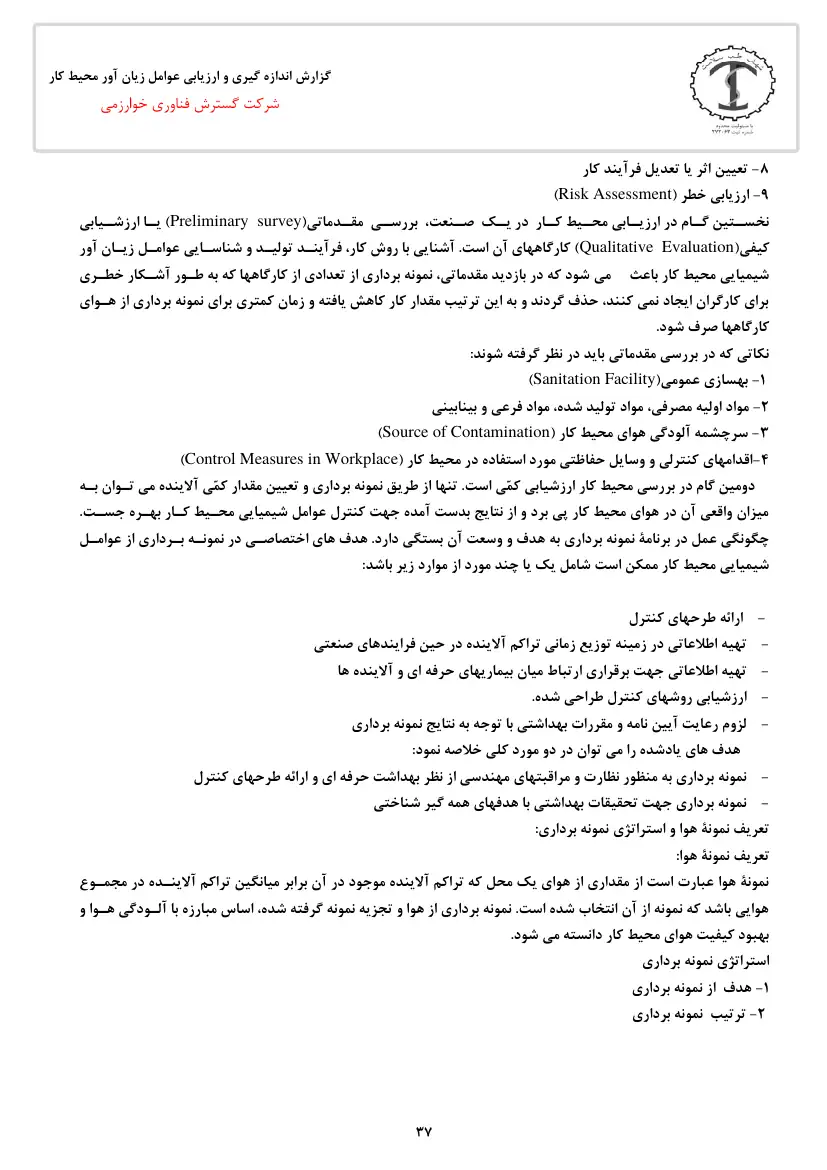 گزارش اندازه گیری و ارزیابی عوامل زیان آور محیط کار
شرکت گسترش فناوری خوارزمی
شهاب طب سلامت
با مسئولیت محدود
شماره ثبت ۲۷۳۰۶۴
۸- تعیین اثر یا تعدیل فرآیند کار
۹- ارزیابی خطر (Risk Assessment)
نخستین گام در ارزیابی محیط کار در یک صنعت، بررسی مقدماتی(Preliminary survey) یا ارزشیابی
کیفی(Qualitative Evaluation) کارگاههای آن است. آشنایی با روش کار، فرآیند تولید و شناسایی عوامل زیان آور
شیمیایی محیط کار باعث می شود که در بازدید مقدماتی، نمونه برداری از تعدادی از کارگاهها که به طور آشکار خطری
برای کارگران ایجاد نمی کنند، حذف گردند و به این ترتیب مقدار کار کاهش یافته و زمان کمتری برای نمونه برداری از هوای
کارگاهها صرف شود.
نکاتی که در بررسی مقدماتی باید در نظر گرفته شوند:
۱- بهسازی عمومی(Sanitation Facility)
۲- مواد اولیه مصرفی، مواد تولید شده، مواد فرعی و بینابینی
۳- سرچشمه آلودگی هوای محیط کار (Source of Contamination)
۴-اقدامهای کنترلی و وسایل حفاظتی مورد استفاده در محیط کار (Control Measures in Workplace)
دومین گام در بررسی محیط کار ارزشیابی کمّی است. تنها از طریق نمونه برداری و تعیین مقدار کمّی آلاینده می توان به
میزان واقعی آن در هوای محیط کار پی برد و از نتایج بدست آمده جهت کنترل عوامل شیمیایی محیط کار بهره جست.
چگونگی عمل در برنامۀ نمونه برداری به هدف و وسعت آن بستگی دارد. هدف های اختصاصی در نمونه برداری از عوامل
شیمیایی محیط کار ممکن است شامل یک یا چند مورد از موارد زیر باشد:
- ارائه طرحهای کنترل
- تهیه اطلاعاتی در زمینه توزیع زمانی تراکم آلاینده در حین فرایندهای صنعتی
- تهیه اطلاعاتی جهت برقراری ارتباط میان بیماریهای حرفه ای و آلاینده ها
- ارزشیابی روشهای کنترل طراحی شده.
- لزوم رعایت آیین نامه و مقررات بهداشتی با توجه به نتایج نمونه برداری
هدف های یادشده را می توان در دو مورد کلی خلاصه نمود:
- نمونه برداری به منظور نظارت و مراقبتهای مهندسی از نظر بهداشت حرفه ای و ارائه طرحهای کنترل
- نمونه برداری جهت تحقیقات بهداشتی با هدفهای همه گیر شناختی
تعریف نمونۀ هوا و استراتژی نمونه برداری:
تعریف نمونۀ هوا:
نمونۀ هوا عبارت است از مقداری از هوای یک محل که تراکم آلاینده موجود در آن برابر میانگین تراکم آلاینده در مجموع
هوایی باشد که نمونه از آن انتخاب شده است. نمونه برداری از هوا و تجزیه نمونه گرفته شده، اساس مبارزه با آلودگی هوا و
بهبود کیفیت هوای محیط کار دانسته می شود.
استراتژی نمونه برداری
۱- هدف از نمونه برداری
۲- ترتیب نمونه برداری
۳۷